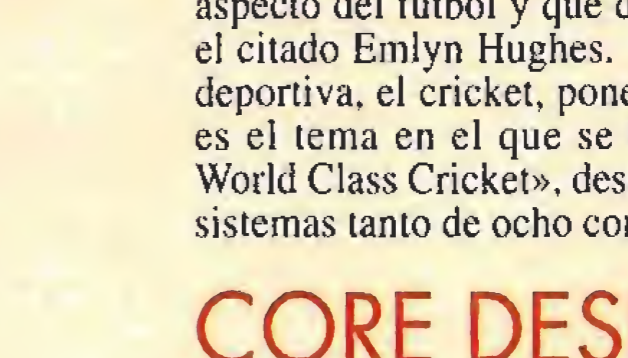 aspecto del fútbol y que
el citado Emlyn Hughes.
deportiva, el cricket, pone
es el tema en el que se
World Class Cricket», des
sistemas tanto de ocho co
CORE DES